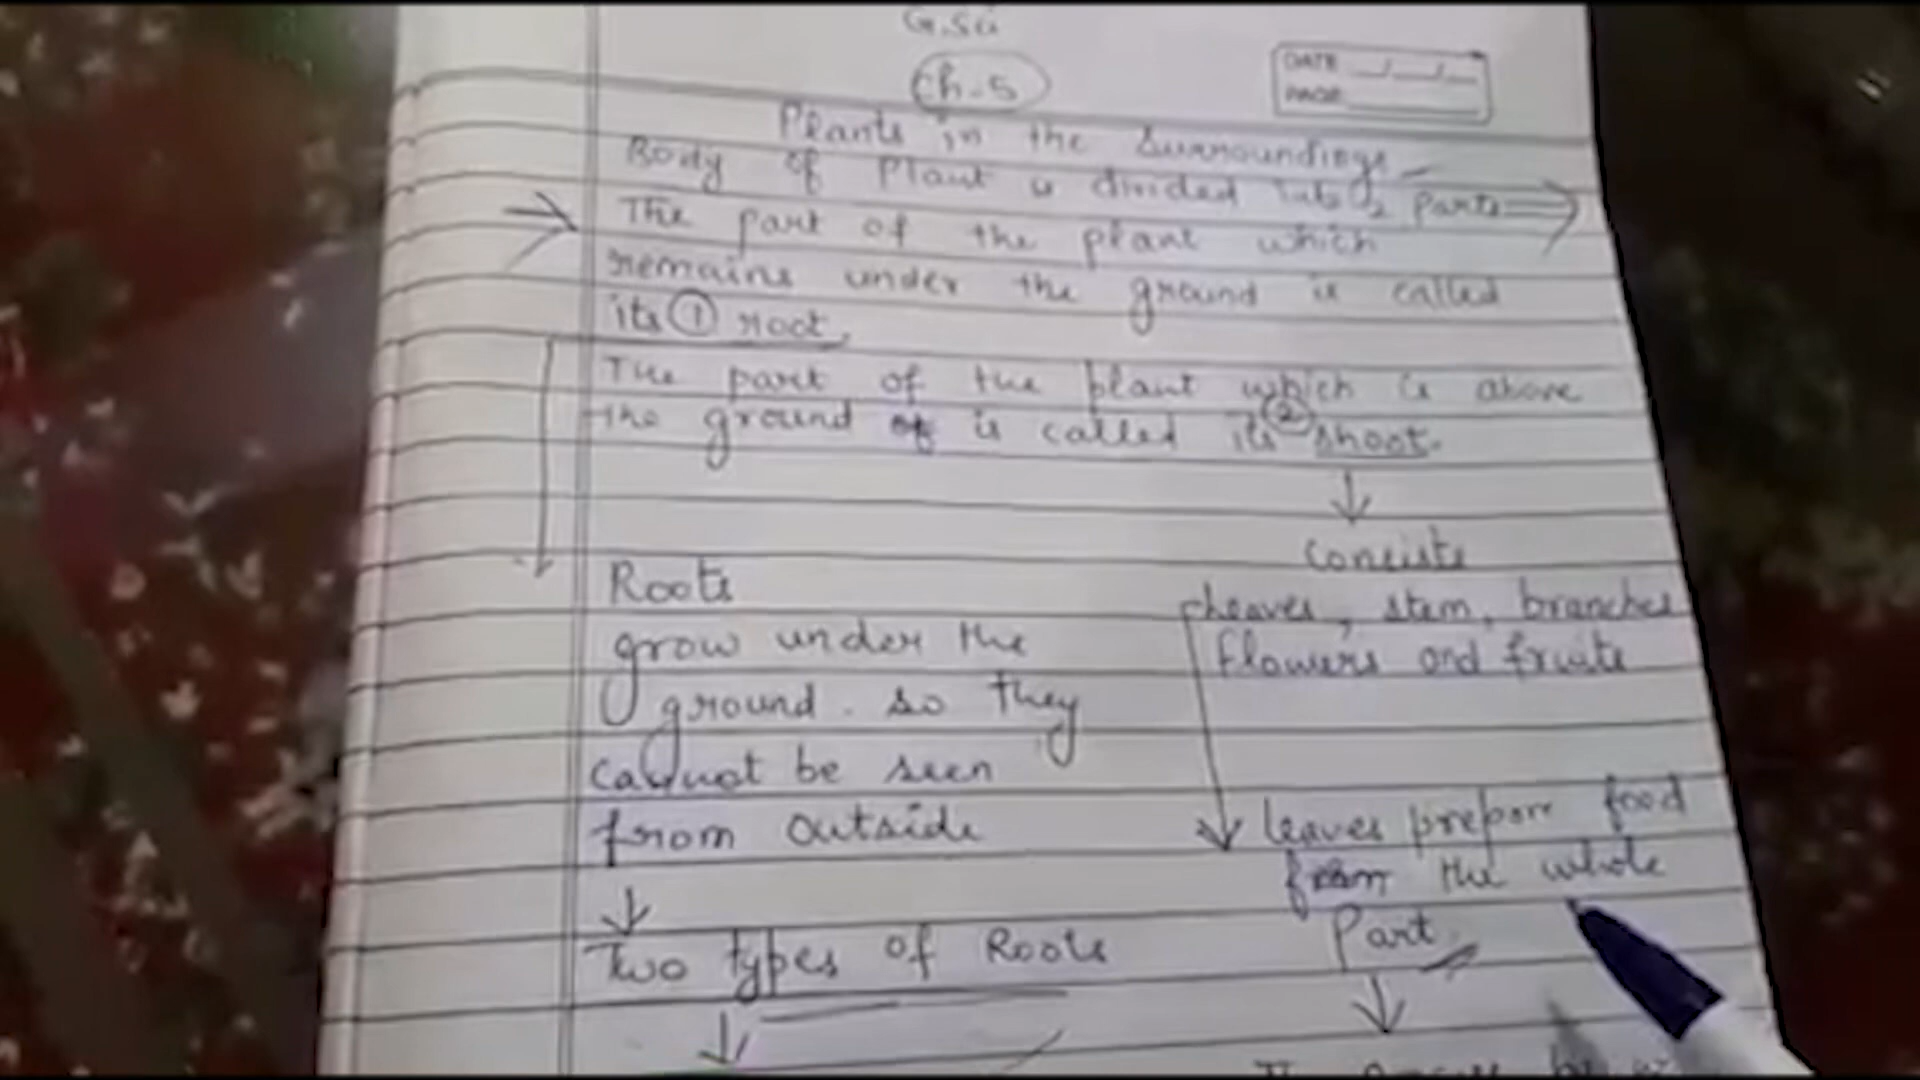 G.Sci
Ch-5
DATE __/__/__
PAGE
Plants in the Surroundings
Body of Plant is divided into 2 parts
The part of the plant which
remains under the ground is called
its ① root.
The part of the plant which is above
the ground of is called its ② shoot.
Consists
Leaves, stem, branches
flowers and fruits
Roots
grow under the
ground. so they
cannot be seen
from outside
leaves prepare food
from the whole
Part
Two types of Roots